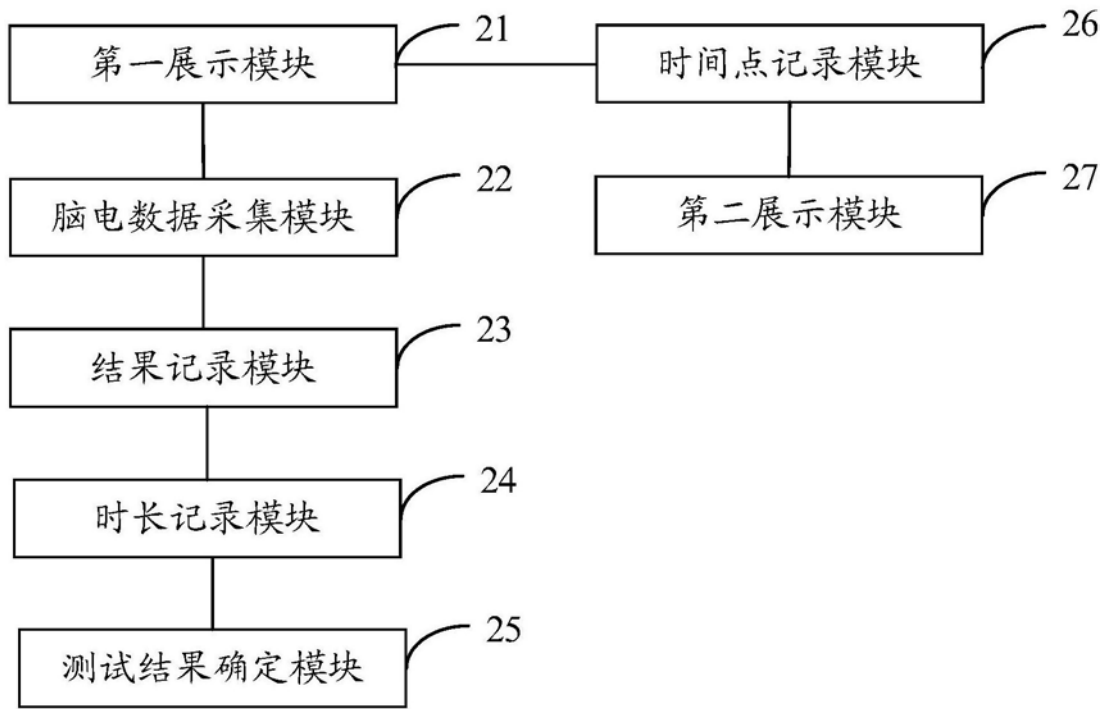 第一展示模块
21
时间点记录模块
26
脑电数据采集模块
22
第二展示模块
27
结果记录模块
23
时长记录模块
24
测试结果确定模块
25